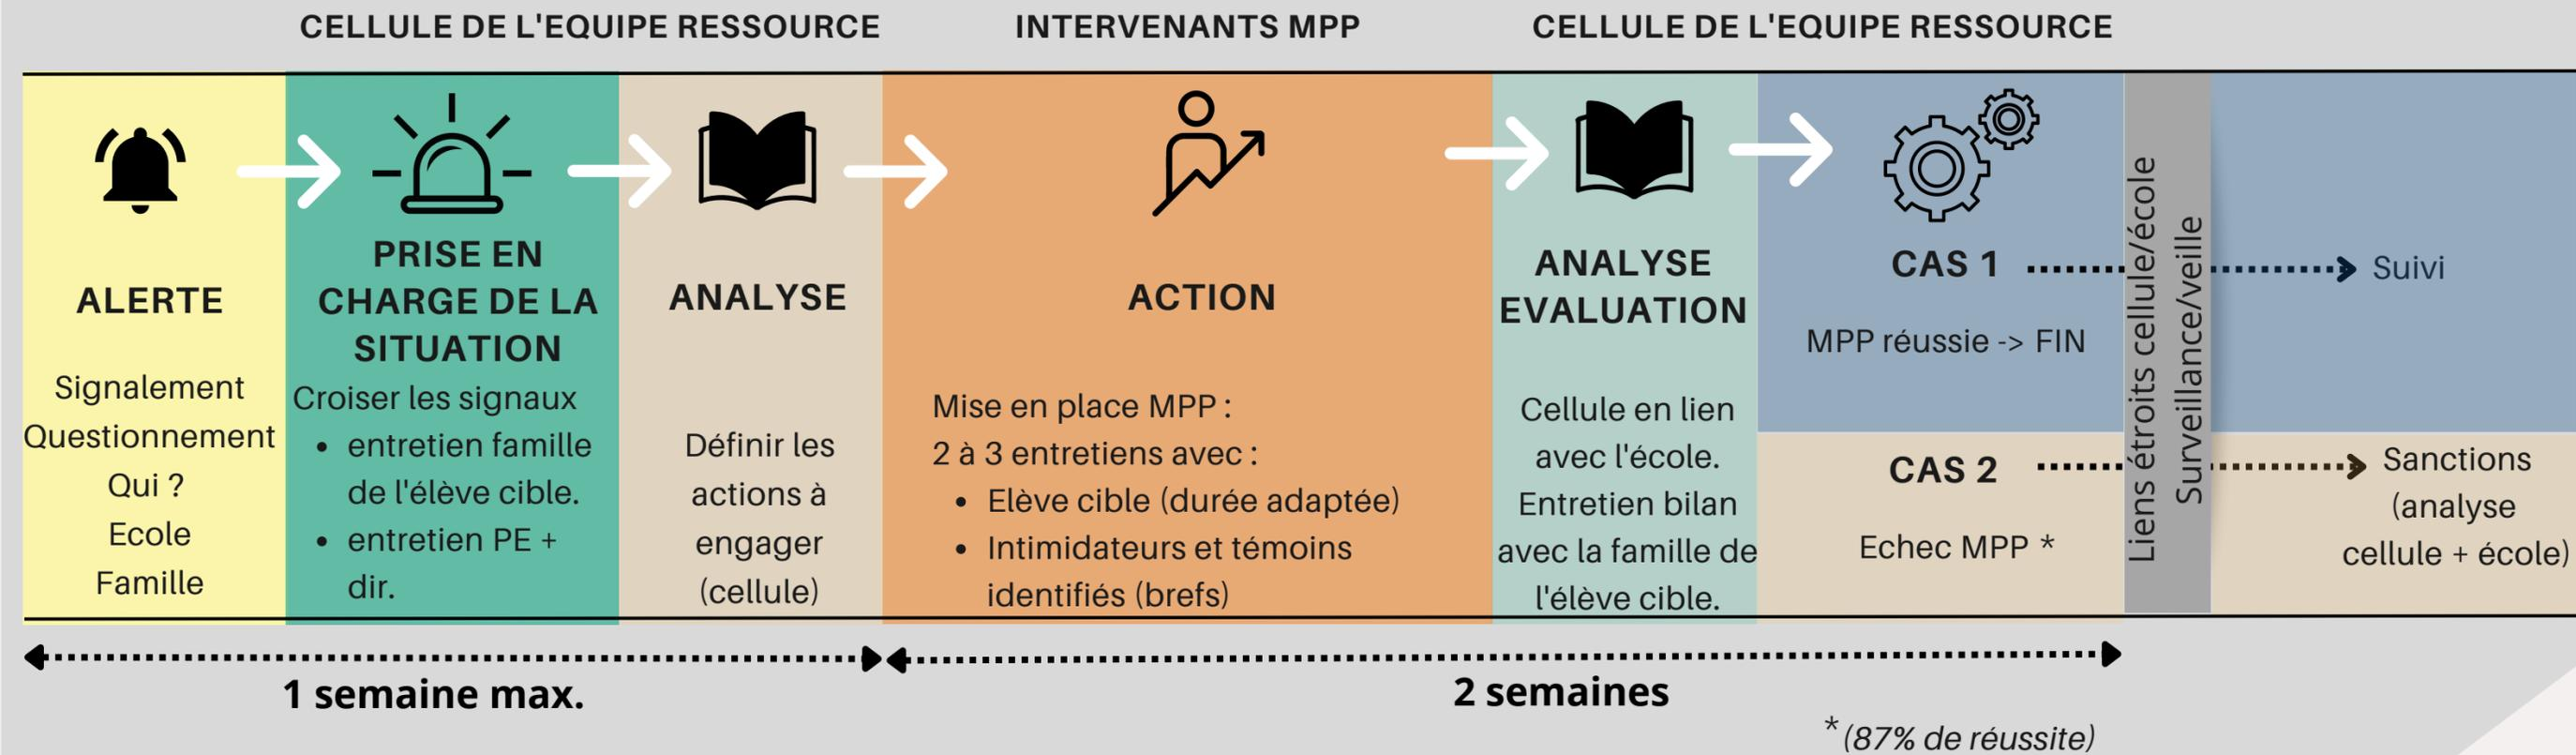 CELLULE DE L'EQUIPE RESSOURCE
INTERVENANTS MPP
CELLULE DE L'EQUIPE RESSOURCE
ALERTE
Signalement
Questionnement
Qui ?
Ecole
Famille
PRISE EN
CHARGE DE LA
SITUATION
Croiser les signaux
• entretien famille
de l'élève cible.
• entretien PE +
dir.
ANALYSE
Définir les
actions à
engager
(cellule)
ACTION
Mise en place MPP :
2 à 3 entretiens avec :
• Elève cible (durée adaptée)
• Intimidateurs et témoins
identifiés (brefs)
ANALYSE
EVALUATION
Cellule en lien
avec l'école.
Entretien bilan
avec la famille de
l'élève cible.
CAS 1
MPP réussie -> FIN
CAS 2
Echec MPP *
Liens étroits cellule/école
Surveillance/veille
Suivi
Sanctions
(analyse
cellule + école)
1 semaine max.
2 semaines
*(87% de réussite)